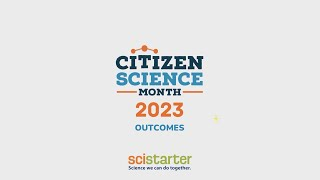 CITIZEN
SCIENCE
MONTH
2023
OUTCOMES
scistarter
Science we can do together.